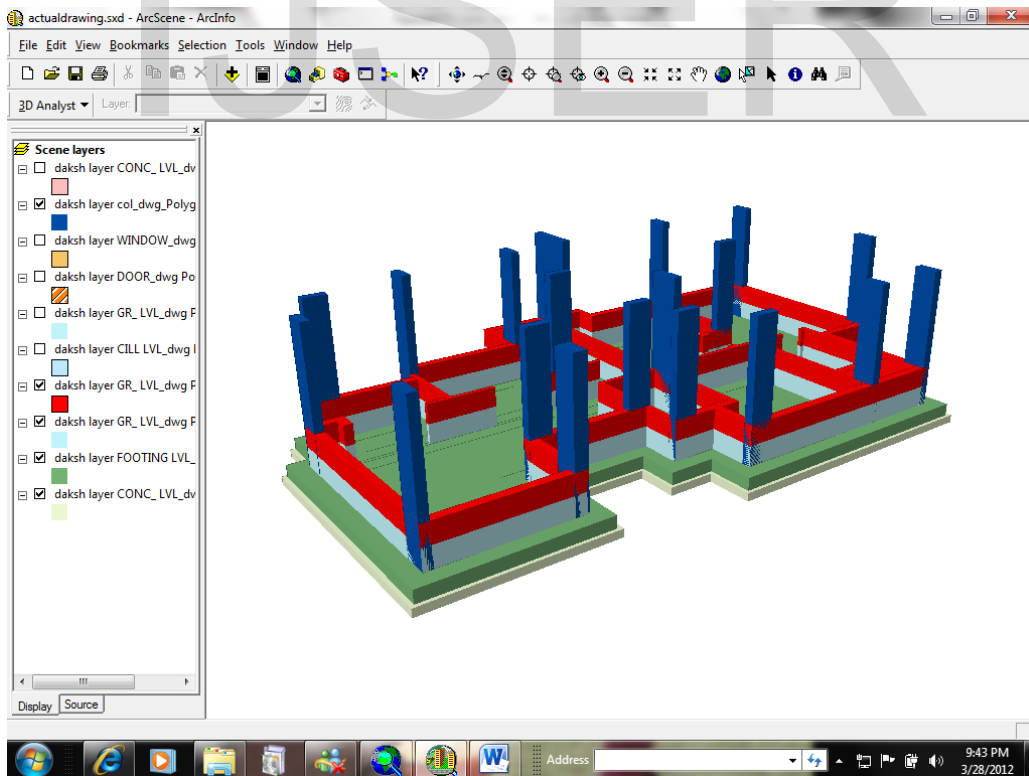 IJSER
actualdrawing.sxd - ArcScene - ArcInfo
File Edit View Bookmarks Selection Tools Window Help
3D Analyst Layer:
Scene layers
daksh layer CONC_ LVL_dv
daksh layer col_dwg_Polyg
daksh layer WINDOW_dwg
daksh layer DOOR_dwg Po
daksh layer GR_ LVL_dwg P
daksh layer CILL LVL_dwg
daksh layer GR_ LVL_dwg P
daksh layer GR_ LVL_dwg P
daksh layer FOOTING LVL_
daksh layer CONC_ LVL_dv
Display Source
Address
9:43 PM
3/28/2012